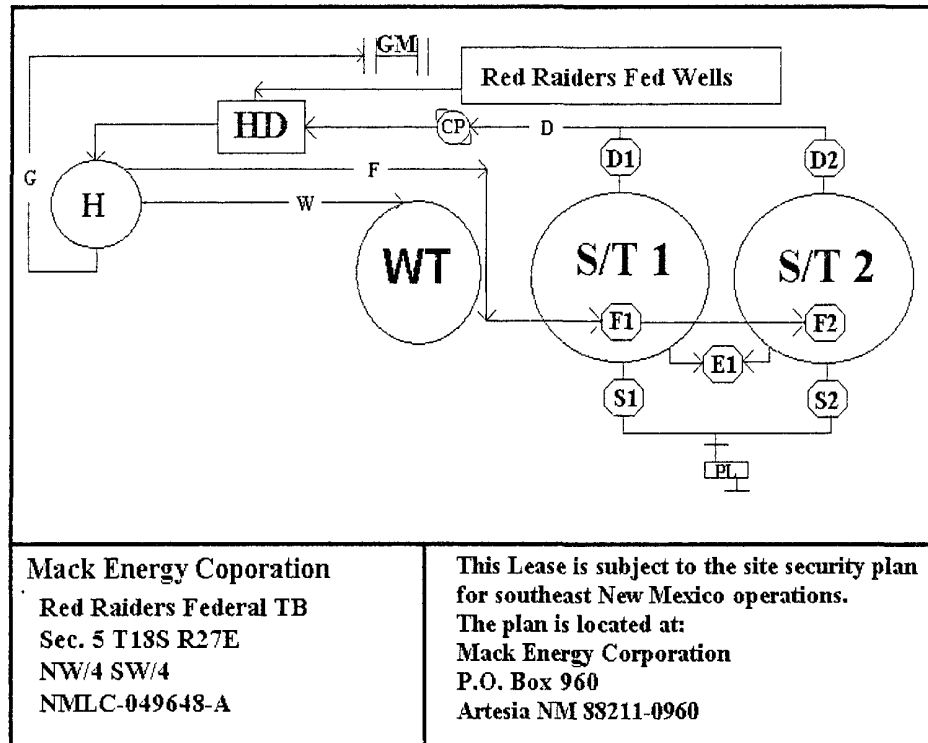 GM
Red Raiders Fed Wells
HD
CP
D
D1
D2
G
H
F
W
WT
S/T 1
S/T 2
F1
F2
E1
S1
S2
PL
Mack Energy Coporation
Red Raiders Federal TB
Sec. 5 T18S R27E
NW/4 SW/4
NMLC-049648-A
This Lease is subject to the site security plan
for southeast New Mexico operations.
The plan is located at:
Mack Energy Corporation
P.O. Box 960
Artesia NM 88211-0960